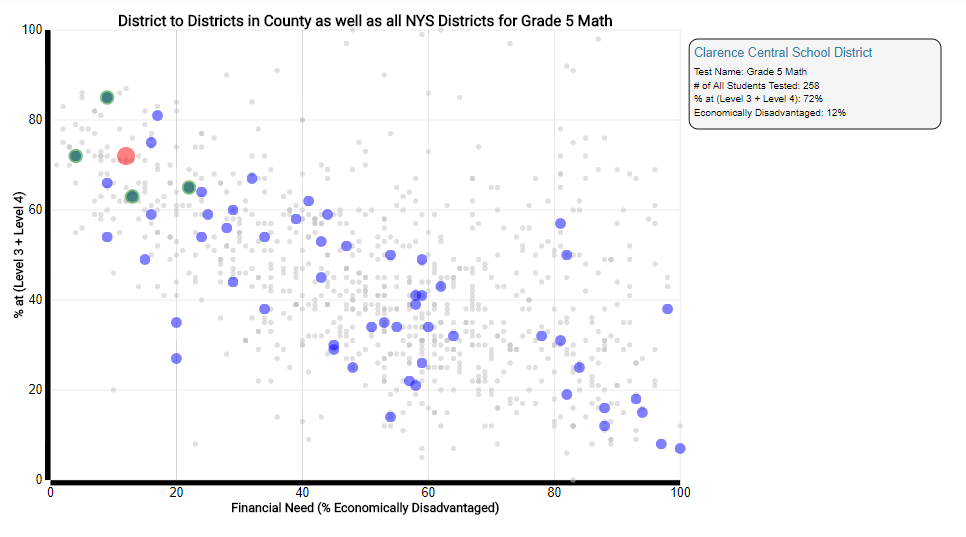 District to Districts in County as well as all NYS Districts for Grade 5 Math
100
80
60
40
20
0
% at (Level 3 + Level 4)
0 20 40 60 80 100
Financial Need (% Economically Disadvantaged)
Clarence Central School District
Test Name: Grade 5 Math
# of All Students Tested: 258
% at (Level 3 + Level 4): 72%
Economically Disadvantaged: 12%